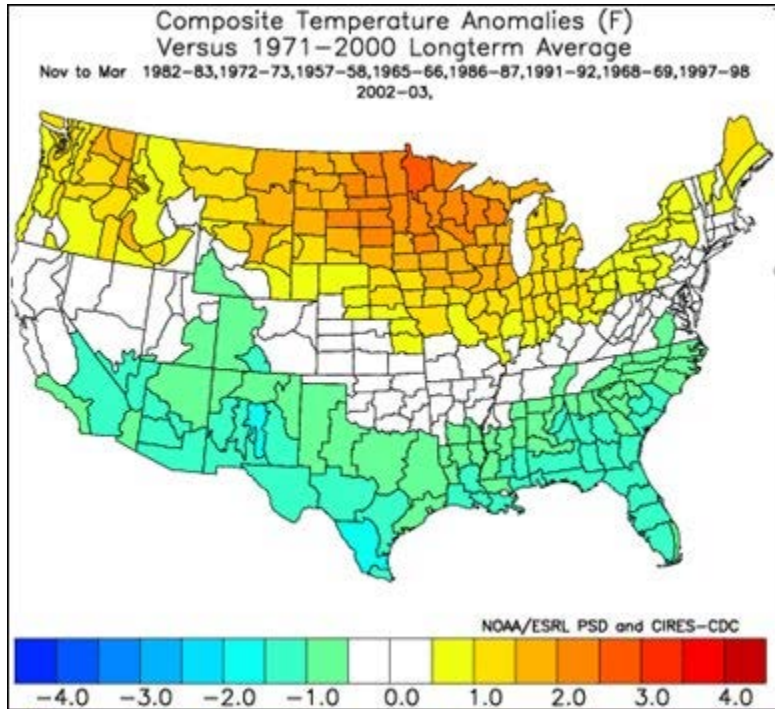 Composite Temperature Anomalies (F)
Versus 1971-2000 Longterm Average
Nov to Mar 1982-83,1972-73,1957-58,1965-66,1986-87,1991-92,1968-69,1997-98
2002-03,
NOAA/ESRL PSD and CIRES-CDC
-4.0 -3.0 -2.0 -1.0 0.0 1.0 2.0 3.0 4.0